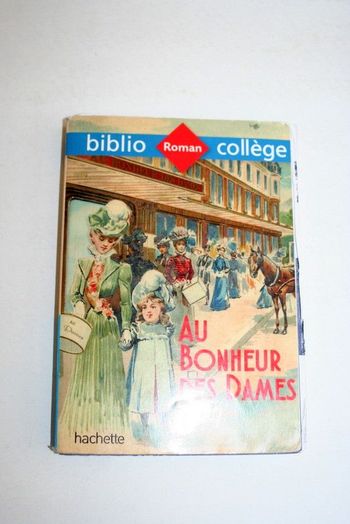 biblio Roman collège
AU
BONHEUR
DES DAMES
hachette